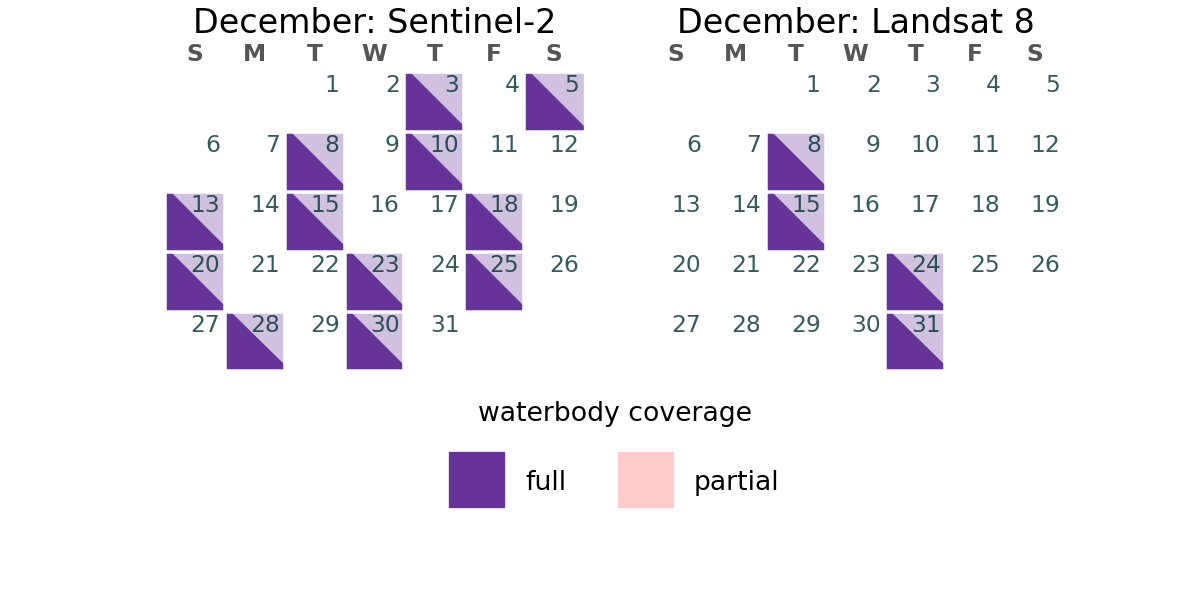 December: Sentinel-2
S M T W T F S
1 2 3 4 5
6 7 8 9 10 11 12
13 14 15 16 17 18 19
20 21 22 23 24 25 26
27 28 29 30 31
December: Landsat 8
S M T W T F S
1 2 3 4 5
6 7 8 9 10 11 12
13 14 15 16 17 18 19
20 21 22 23 24 25 26
27 28 29 30 31
waterbody coverage
full partial